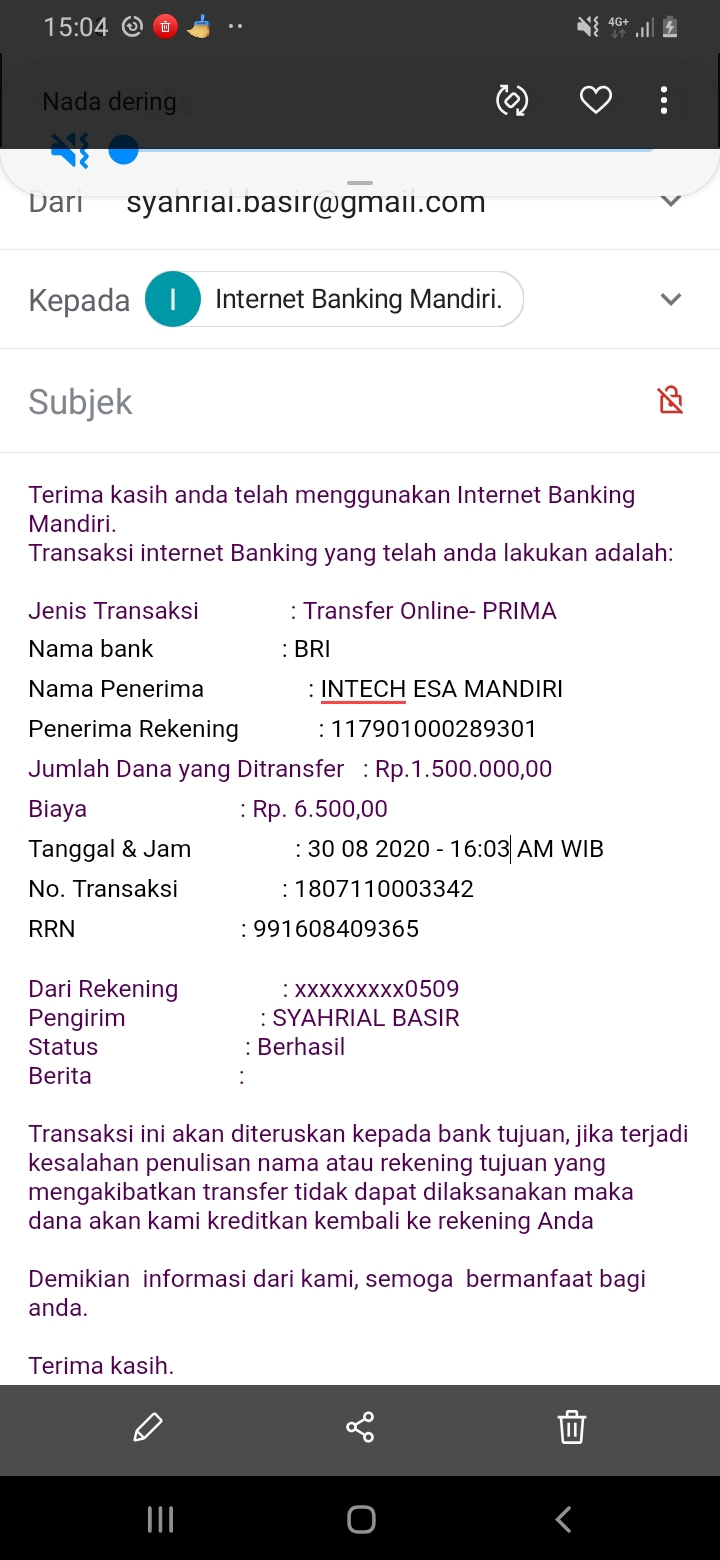 15:04
4G+
Nada dering
Dari syahrial.basir@gmail.com
Kepada I Internet Banking Mandiri.
Subjek
Terima kasih anda telah menggunakan Internet Banking
Mandiri.
Transaksi internet Banking yang telah anda lakukan adalah:
Jenis Transaksi : Transfer Online- PRIMA
Nama bank : BRI
Nama Penerima : INTECH ESA MANDIRI
Penerima Rekening : 117901000289301
Jumlah Dana yang Ditransfer : Rp.1.500.000,00
Biaya : Rp. 6.500,00
Tanggal & Jam : 30 08 2020 - 16:03 AM WIB
No. Transaksi : 1807110003342
RRN : 991608409365
Dari Rekening : xxxxxxxxx0509
Pengirim : SYAHRIAL BASIR
Status : Berhasil
Berita :
Transaksi ini akan diteruskan kepada bank tujuan, jika terjadi
kesalahan penulisan nama atau rekening tujuan yang
mengakibatkan transfer tidak dapat dilaksanakan maka
dana akan kami kreditkan kembali ke rekening Anda
Demikian informasi dari kami, semoga bermanfaat bagi
anda.
Terima kasih.